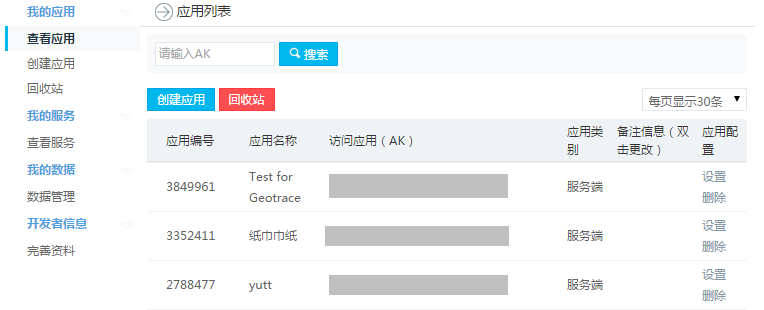 我的应用
查看应用
创建应用
回收站
我的服务
查看服务
我的数据
数据管理
开发者信息
完善资料
应用列表
请输入AK
搜索
创建应用 回收站 每页显示30条
应用编号 应用名称 访问应用（AK） 应用类别 备注信息（双击更改） 应用配置
3849961 Test for Geotrace 服务端 设置 删除
3352411 纸巾巾纸 服务端 设置 删除
2788477 yutt 服务端 设置 删除